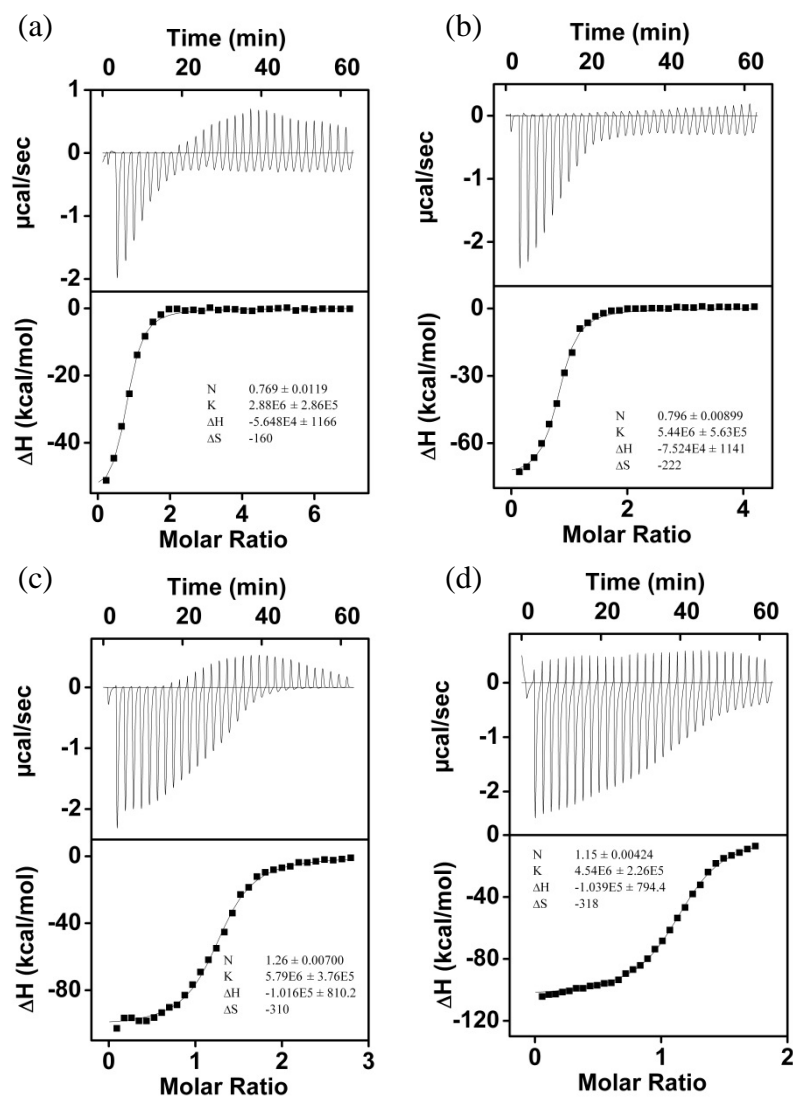 (a)
Time (min)
0 20 40 60
1
0
-1
-2
μcal/sec
0
-20
-40
ΔH (kcal/mol)
N 0.769 ± 0.0119
K 2.88E6 ± 2.86E5
ΔH -5.648E4 ± 1166
ΔS -160
0 2 4 6
Molar Ratio
(b)
Time (min)
0 20 40 60
0
-1
-2
μcal/sec
0
-30
-60
ΔH (kcal/mol)
N 0.796 ± 0.00899
K 5.44E6 ± 5.63E5
ΔH -7.524E4 ± 1141
ΔS -222
0 2 4
Molar Ratio
(c)
Time (min)
0 20 40 60
0
-1
-2
μcal/sec
0
-40
-80
ΔH (kcal/mol)
N 1.26 ± 0.00700
K 5.79E6 ± 3.76E5
ΔH -1.016E5 ± 810.2
ΔS -310
0 1 2 3
Molar Ratio
(d)
Time (min)
0 20 40 60
0
-1
-2
μcal/sec
0
-40
-80
-120
ΔH (kcal/mol)
N 1.15 ± 0.00424
K 4.54E6 ± 2.26E5
ΔH -1.039E5 ± 794.4
ΔS -318
0 1 2
Molar Ratio